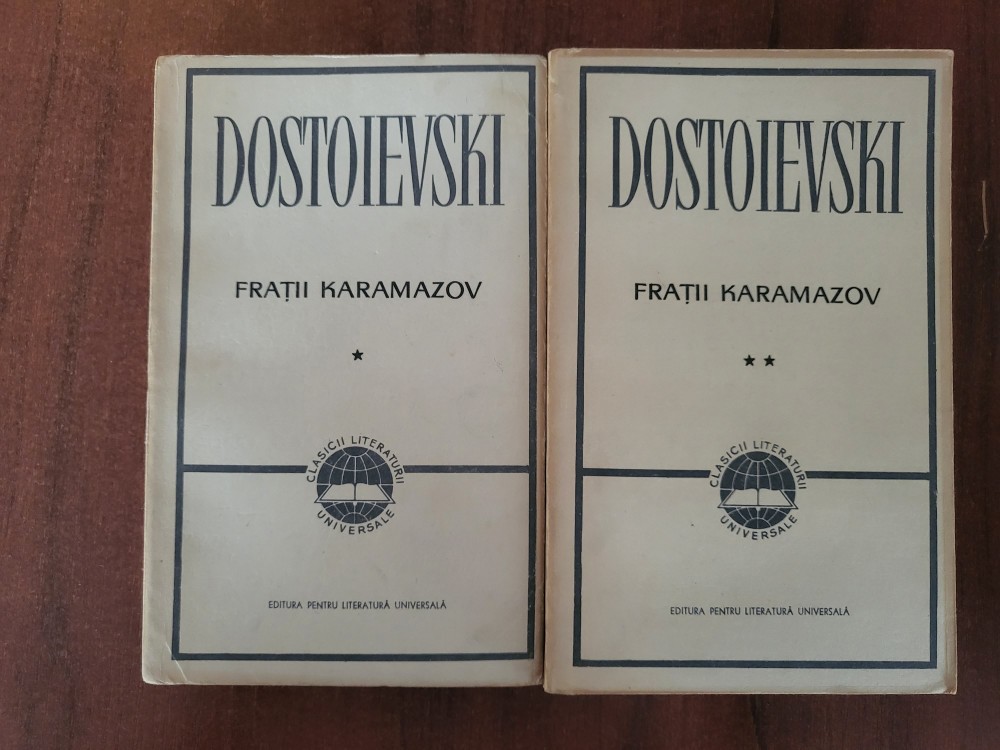 DOSTOIEVSKI
FRAȚII KARAMAZOV
★
CLASICII LITERATURII
UNIVERSALE
EDITURA PENTRU LITERATURĂ UNIVERSALĂ
DOSTOIEVSKI
FRAȚII KARAMAZOV
★★
CLASICII LITERATURII
UNIVERSALE
EDITURA PENTRU LITERATURĂ UNIVERSALĂ